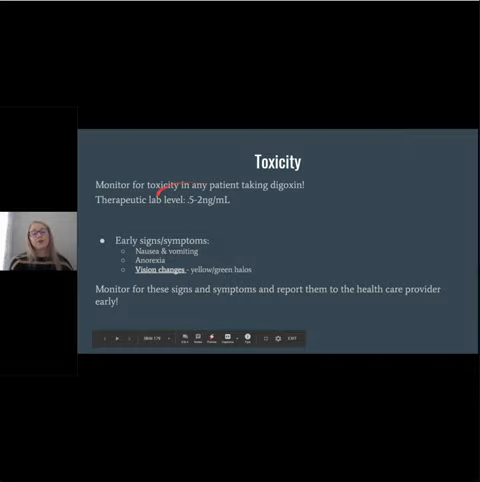 Toxicity
Monitor for toxicity in any patient taking digoxin!
Therapeutic lab level: .5-2ng/mL
● Early signs/symptoms:
○ Nausea & vomiting
○ Anorexia
○ Vision changes - yellow/green halos
Monitor for these signs and symptoms and report them to the health care provider
early!
EXIT